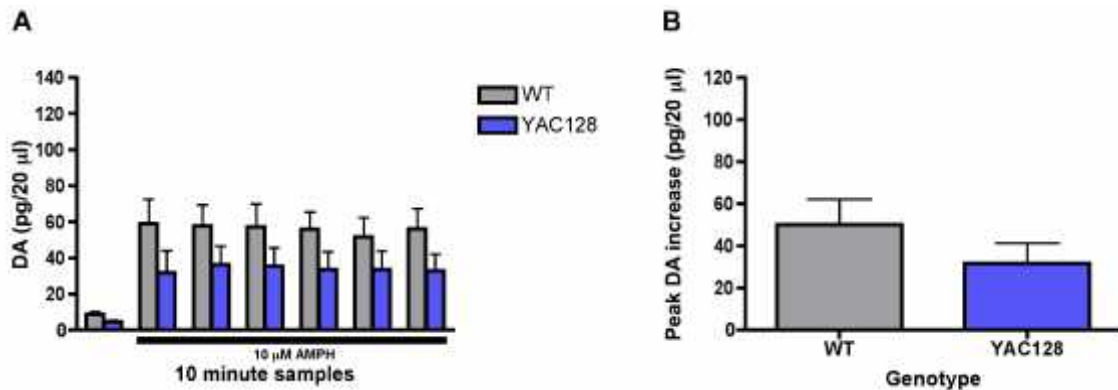 A
DA (pg/20 µl)
140
120
100
80
60
40
20
0
WT
YAC128
10 µM AMPH
10 minute samples
B
Peak DA increase (pg/20 µl)
120
100
80
60
40
20
0
WT YAC128
Genotype